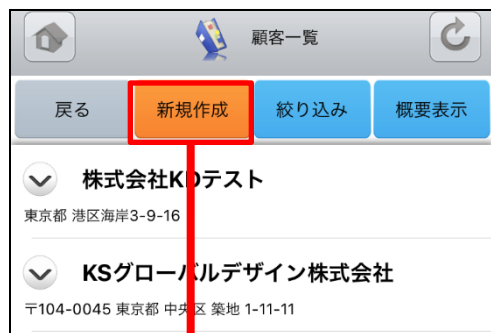 顧客一覧
戻る 新規作成 絞り込み 概要表示
株式会社KDテスト
東京都 港区海岸3-9-16
KSグローバルデザイン株式会社
〒104-0045 東京都 中央区 築地 1-11-11